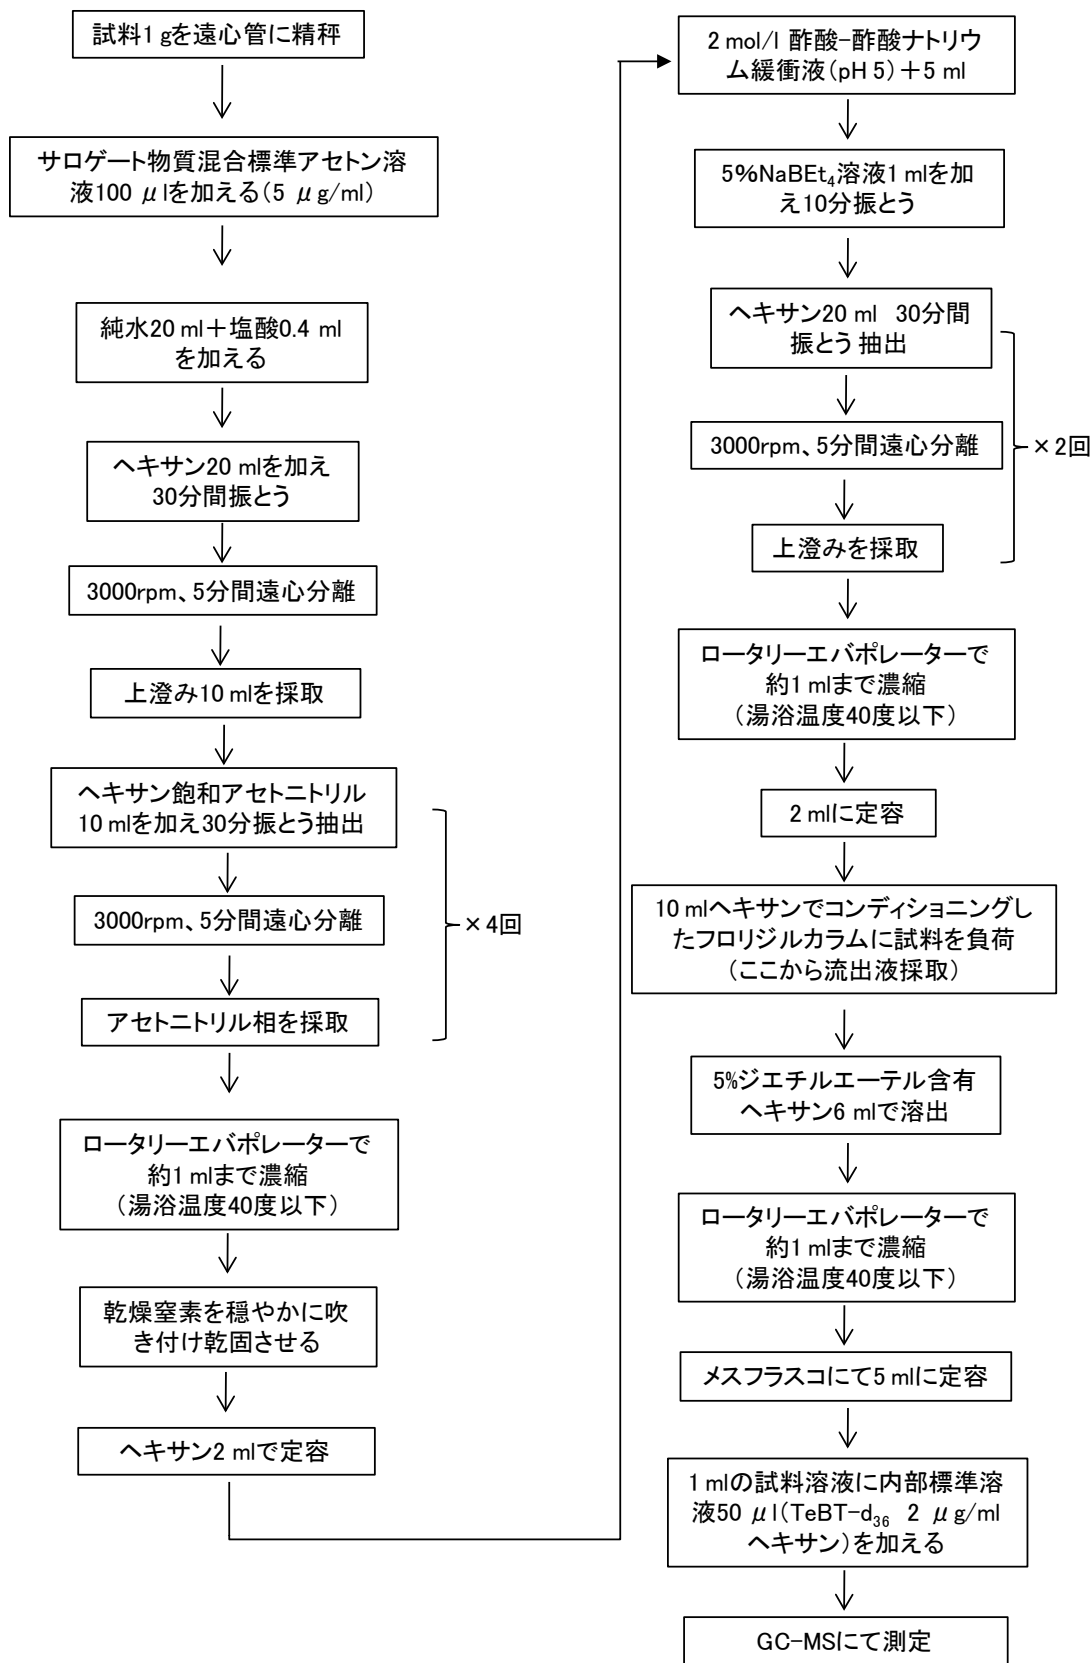 試料1 gを遠心管に精秤
サロゲート物質混合標準アセトン溶
液100 μlを加える（5 μg/ml）
純水20 ml＋塩酸0.4 ml
を加える
ヘキサン20 mlを加え
30分間振とう
3000rpm、5分間遠心分離
上澄み10 mlを採取
ヘキサン飽和アセトニトリル
10 mlを加え30分振とう抽出
3000rpm、5分間遠心分離
アセトニトリル相を採取
×4回
ロータリーエバポレーターで
約1 mlまで濃縮
（湯浴温度40度以下）
乾燥窒素を穏やかに吹
き付け乾固させる
ヘキサン2 mlで定容
2 mol/l 酢酸-酢酸ナトリウ
ム緩衝液（pH 5）＋5 ml
5%NaBEt₄溶液1 mlを加
え10分振とう
ヘキサン20 ml 30分間
振とう抽出
3000rpm、5分間遠心分離
上澄みを採取
×2回
ロータリーエバポレーターで
約1 mlまで濃縮
（湯浴温度40度以下）
2 mlに定容
10 mlヘキサンでコンディショニングし
たフロリジルカラムに試料を負荷
（ここから流出液採取）
5%ジエチルエーテル含有
ヘキサン6 mlで溶出
ロータリーエバポレーターで
約1 mlまで濃縮
（湯浴温度40度以下）
メスフラスコにて5 mlに定容
1 mlの試料溶液に内部標準溶
液50 μl（TeBT-d₃₆ 2 μg/ml
ヘキサン）を加える
GC-MSにて測定